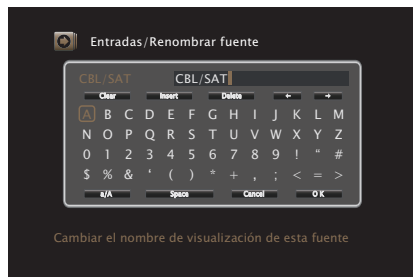 Entradas/Renombrar fuente
CBL/SAT CBL/SAT
Clear Insert Delete ← →
A B C D E F G H I J K L M
N O P Q R S T U V W X Y Z
0 1 2 3 4 5 6 7 8 9 ! “ #
$ % & ‘ ( ) * + , ; < = >
a/A Space Cancel OK
Cambiar el nombre de visualización de esta fuente